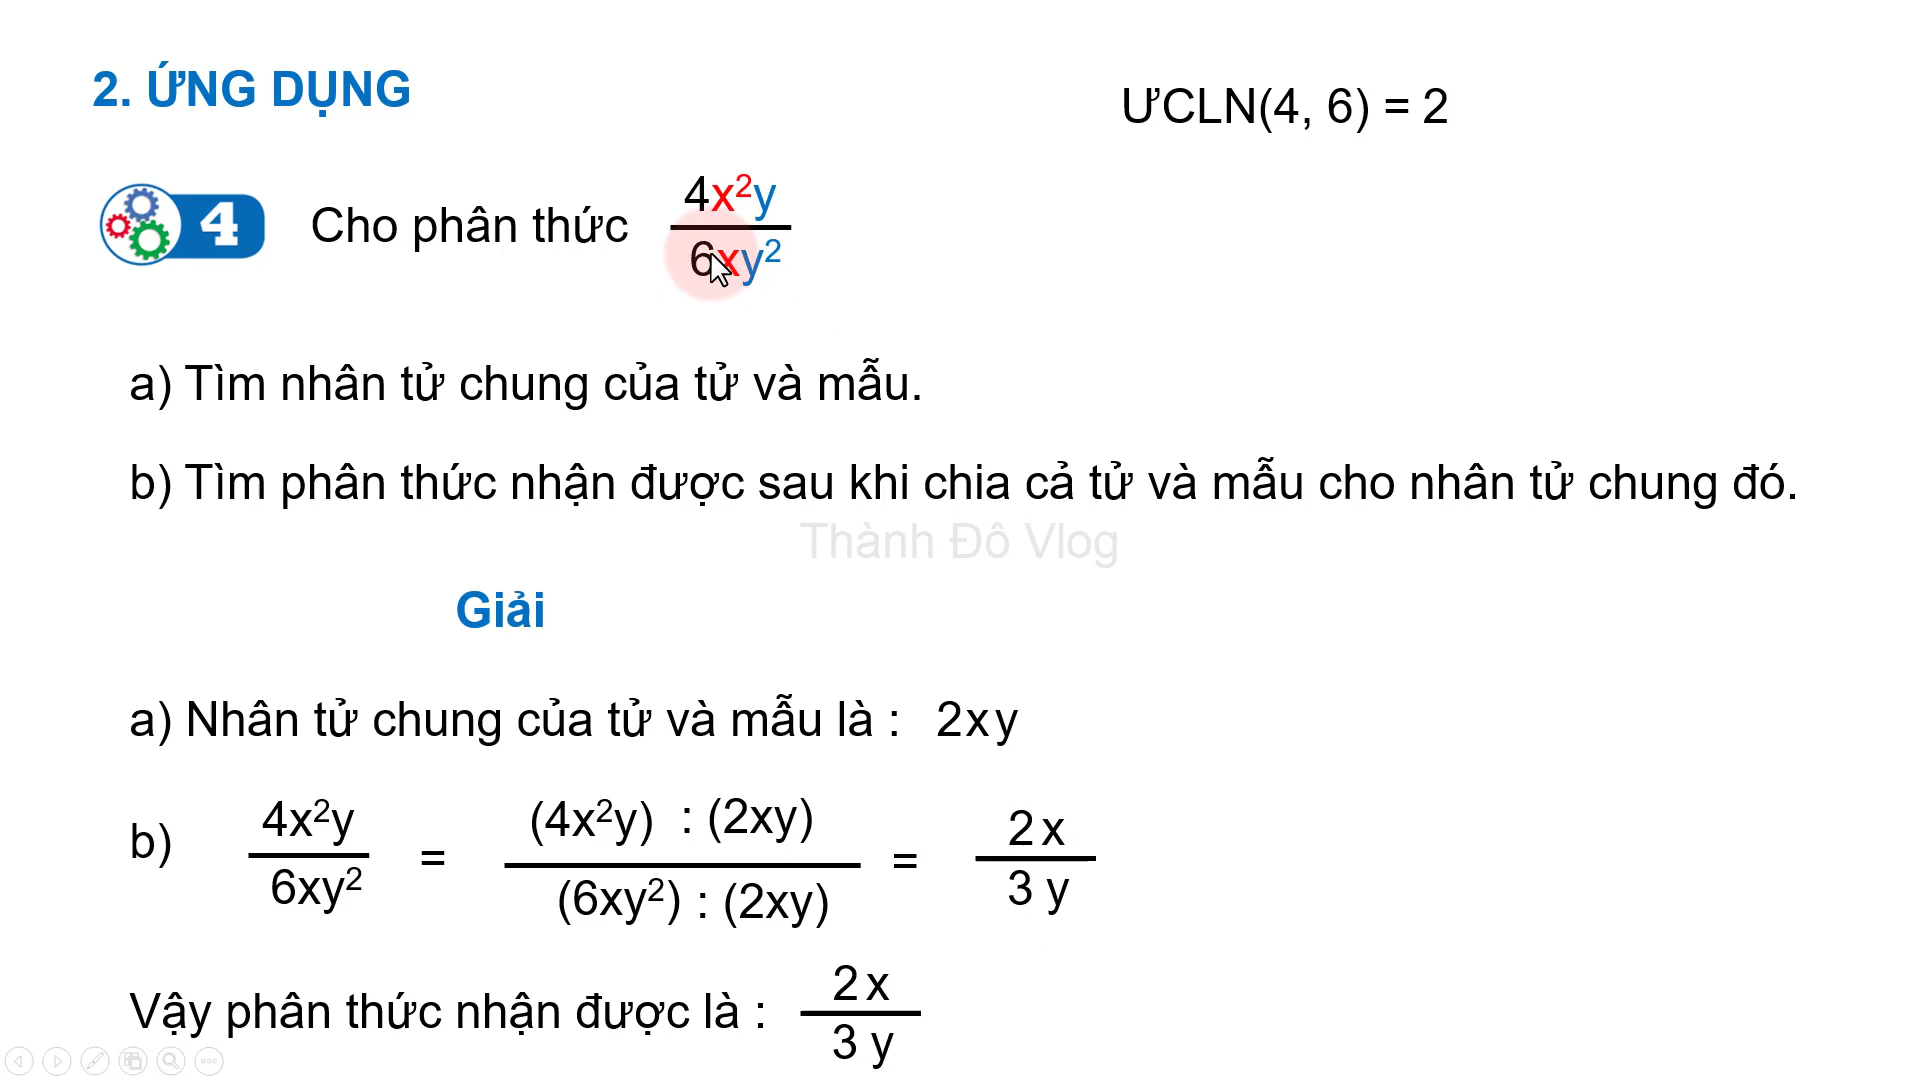 2. ỨNG DỤNG
ƯCLN(4, 6) = 2
4 Cho phân thức 4x²y / 6xy²
a) Tìm nhân tử chung của tử và mẫu.
b) Tìm phân thức nhận được sau khi chia cả tử và mẫu cho nhân tử chung đó.
Thành Đô Vlog
Giải
a) Nhân tử chung của tử và mẫu là : 2xy
b) 4x²y / 6xy² = (4x²y) : (2xy) / (6xy²) : (2xy) = 2x / 3y
Vậy phân thức nhận được là : 2x / 3y